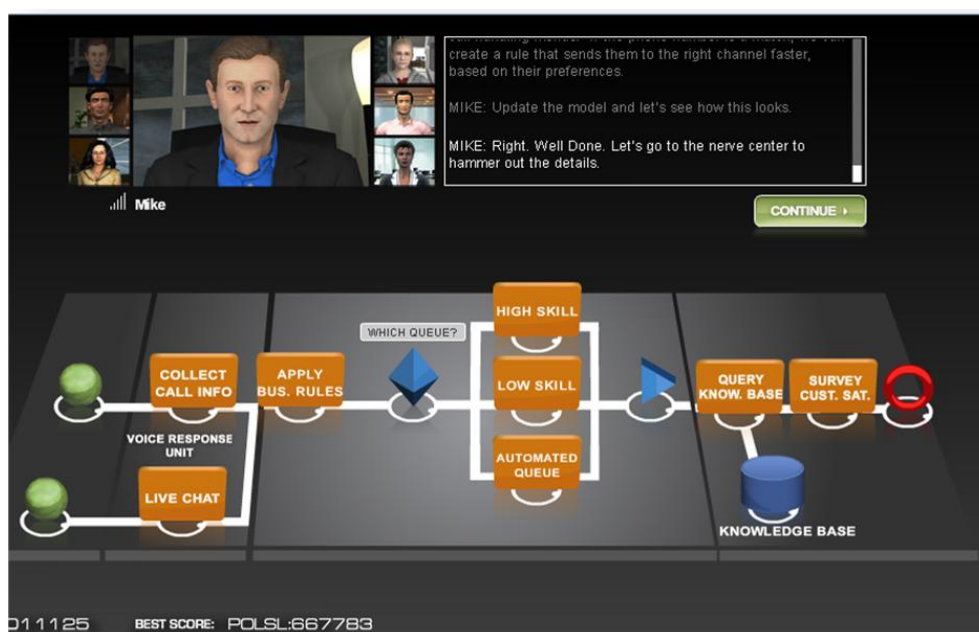 create a rule that sends them to the right channel faster,
based on their preferences.
MIKE: Update the model and let's see how this looks.
MIKE: Right. Well Done. Let's go to the nerve center to
hammer out the details.
Mike
CONTINUE
WHICH QUEUE?
HIGH SKILL
COLLECT
CALL INFO
APPLY
BUS. RULES
LOW SKILL
QUERY
KNOW. BASE
SURVEY
CUST. SAT.
VOICE RESPONSE
UNIT
AUTOMATED
QUEUE
LIVE CHAT
KNOWLEDGE BASE
011125
BEST SCORE: POLSL:667783